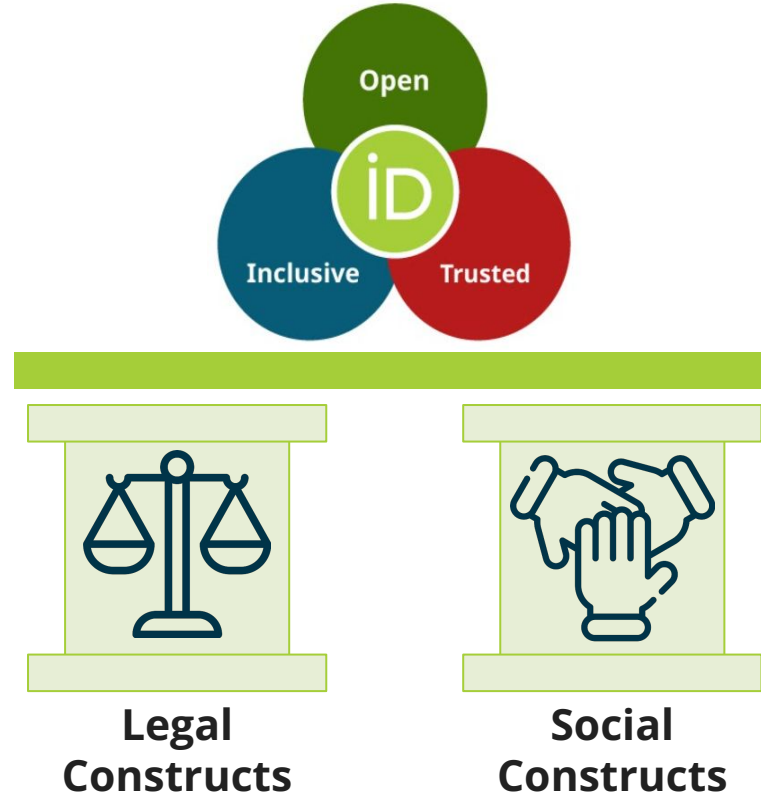 Open
iD
Inclusive
Trusted
Legal
Constructs
Social
Constructs